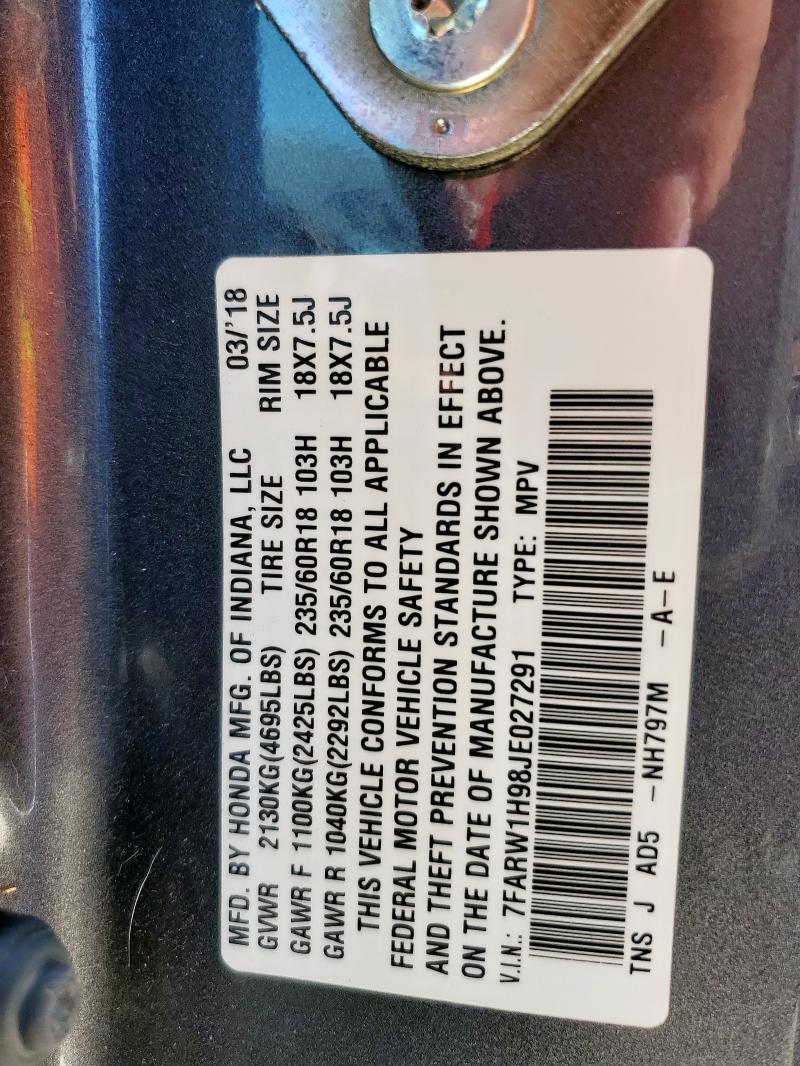 MFD. BY HONDA MFG. OF INDIANA, LLC 03/'18
GVWR 2130KG(4695LBS) TIRE SIZE RIM SIZE
GAWR F 1100KG(2425LBS) 235/60R18 103H 18X7.5J
GAWR R 1040KG(2292LBS) 235/60R18 103H 18X7.5J
THIS VEHICLE CONFORMS TO ALL APPLICABLE
FEDERAL MOTOR VEHICLE SAFETY
AND THEFT PREVENTION STANDARDS IN EFFECT
ON THE DATE OF MANUFACTURE SHOWN ABOVE.
V.I.N.: 7FARW1H98JE027291 TYPE: MPV
TNS J AD5 -NH797M -A-E